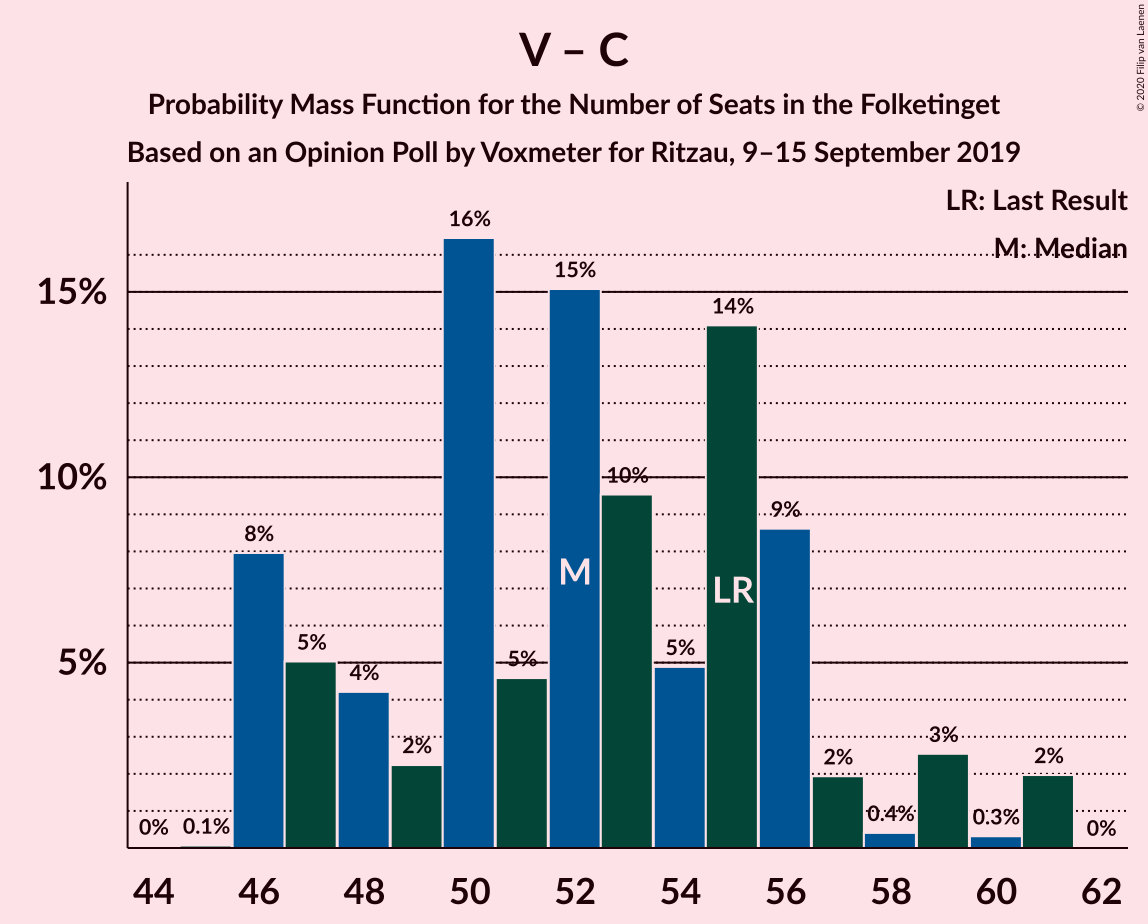 V – C
Probability Mass Function for the Number of Seats in the Folketinget
Based on an Opinion Poll by Voxmeter for Ritzau, 9–15 September 2019
© 2020 Filip van Laenen
LR: Last Result
M: Median
15%
10%
5%
0%
0.1%
8%
5%
4%
2%
16%
5%
15%
10%
5%
14%
9%
2%
0.4%
3%
0.3%
2%
0%
M
LR
44 46 48 50 52 54 56 58 60 62